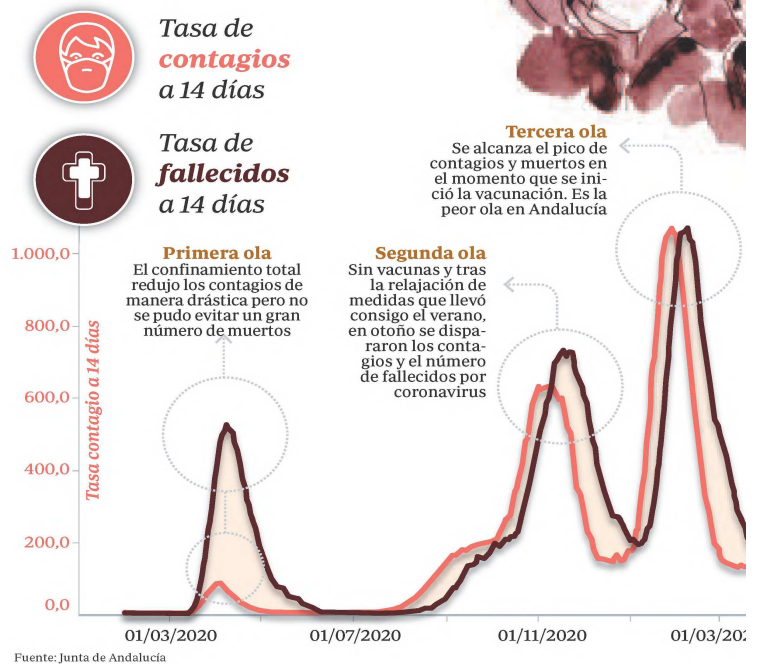 Tasa de
contagios
a 14 días
Tasa de
fallecidos
a 14 días
Tercera ola
Se alcanza el pico de
contagios y muertos en
el momento que se ini-
ció la vacunación. Es la
peor ola en Andalucía
Primera ola
El confinamiento total
redujo los contagios de
manera drástica pero no
se pudo evitar un gran
número de muertos
Segunda ola
Sin vacunas y tras
la relajación de
medidas que llevó
consigo el verano,
en otoño se dispa-
raron los conta-
gios y el número
de fallecidos por
coronavirus
Tasa contagio a 14 días
1.000,0
800,0
600,0
400,0
200,0
0,0
01/03/2020
01/07/2020
01/11/2020
01/03/202
Fuente: Junta de Andalucía